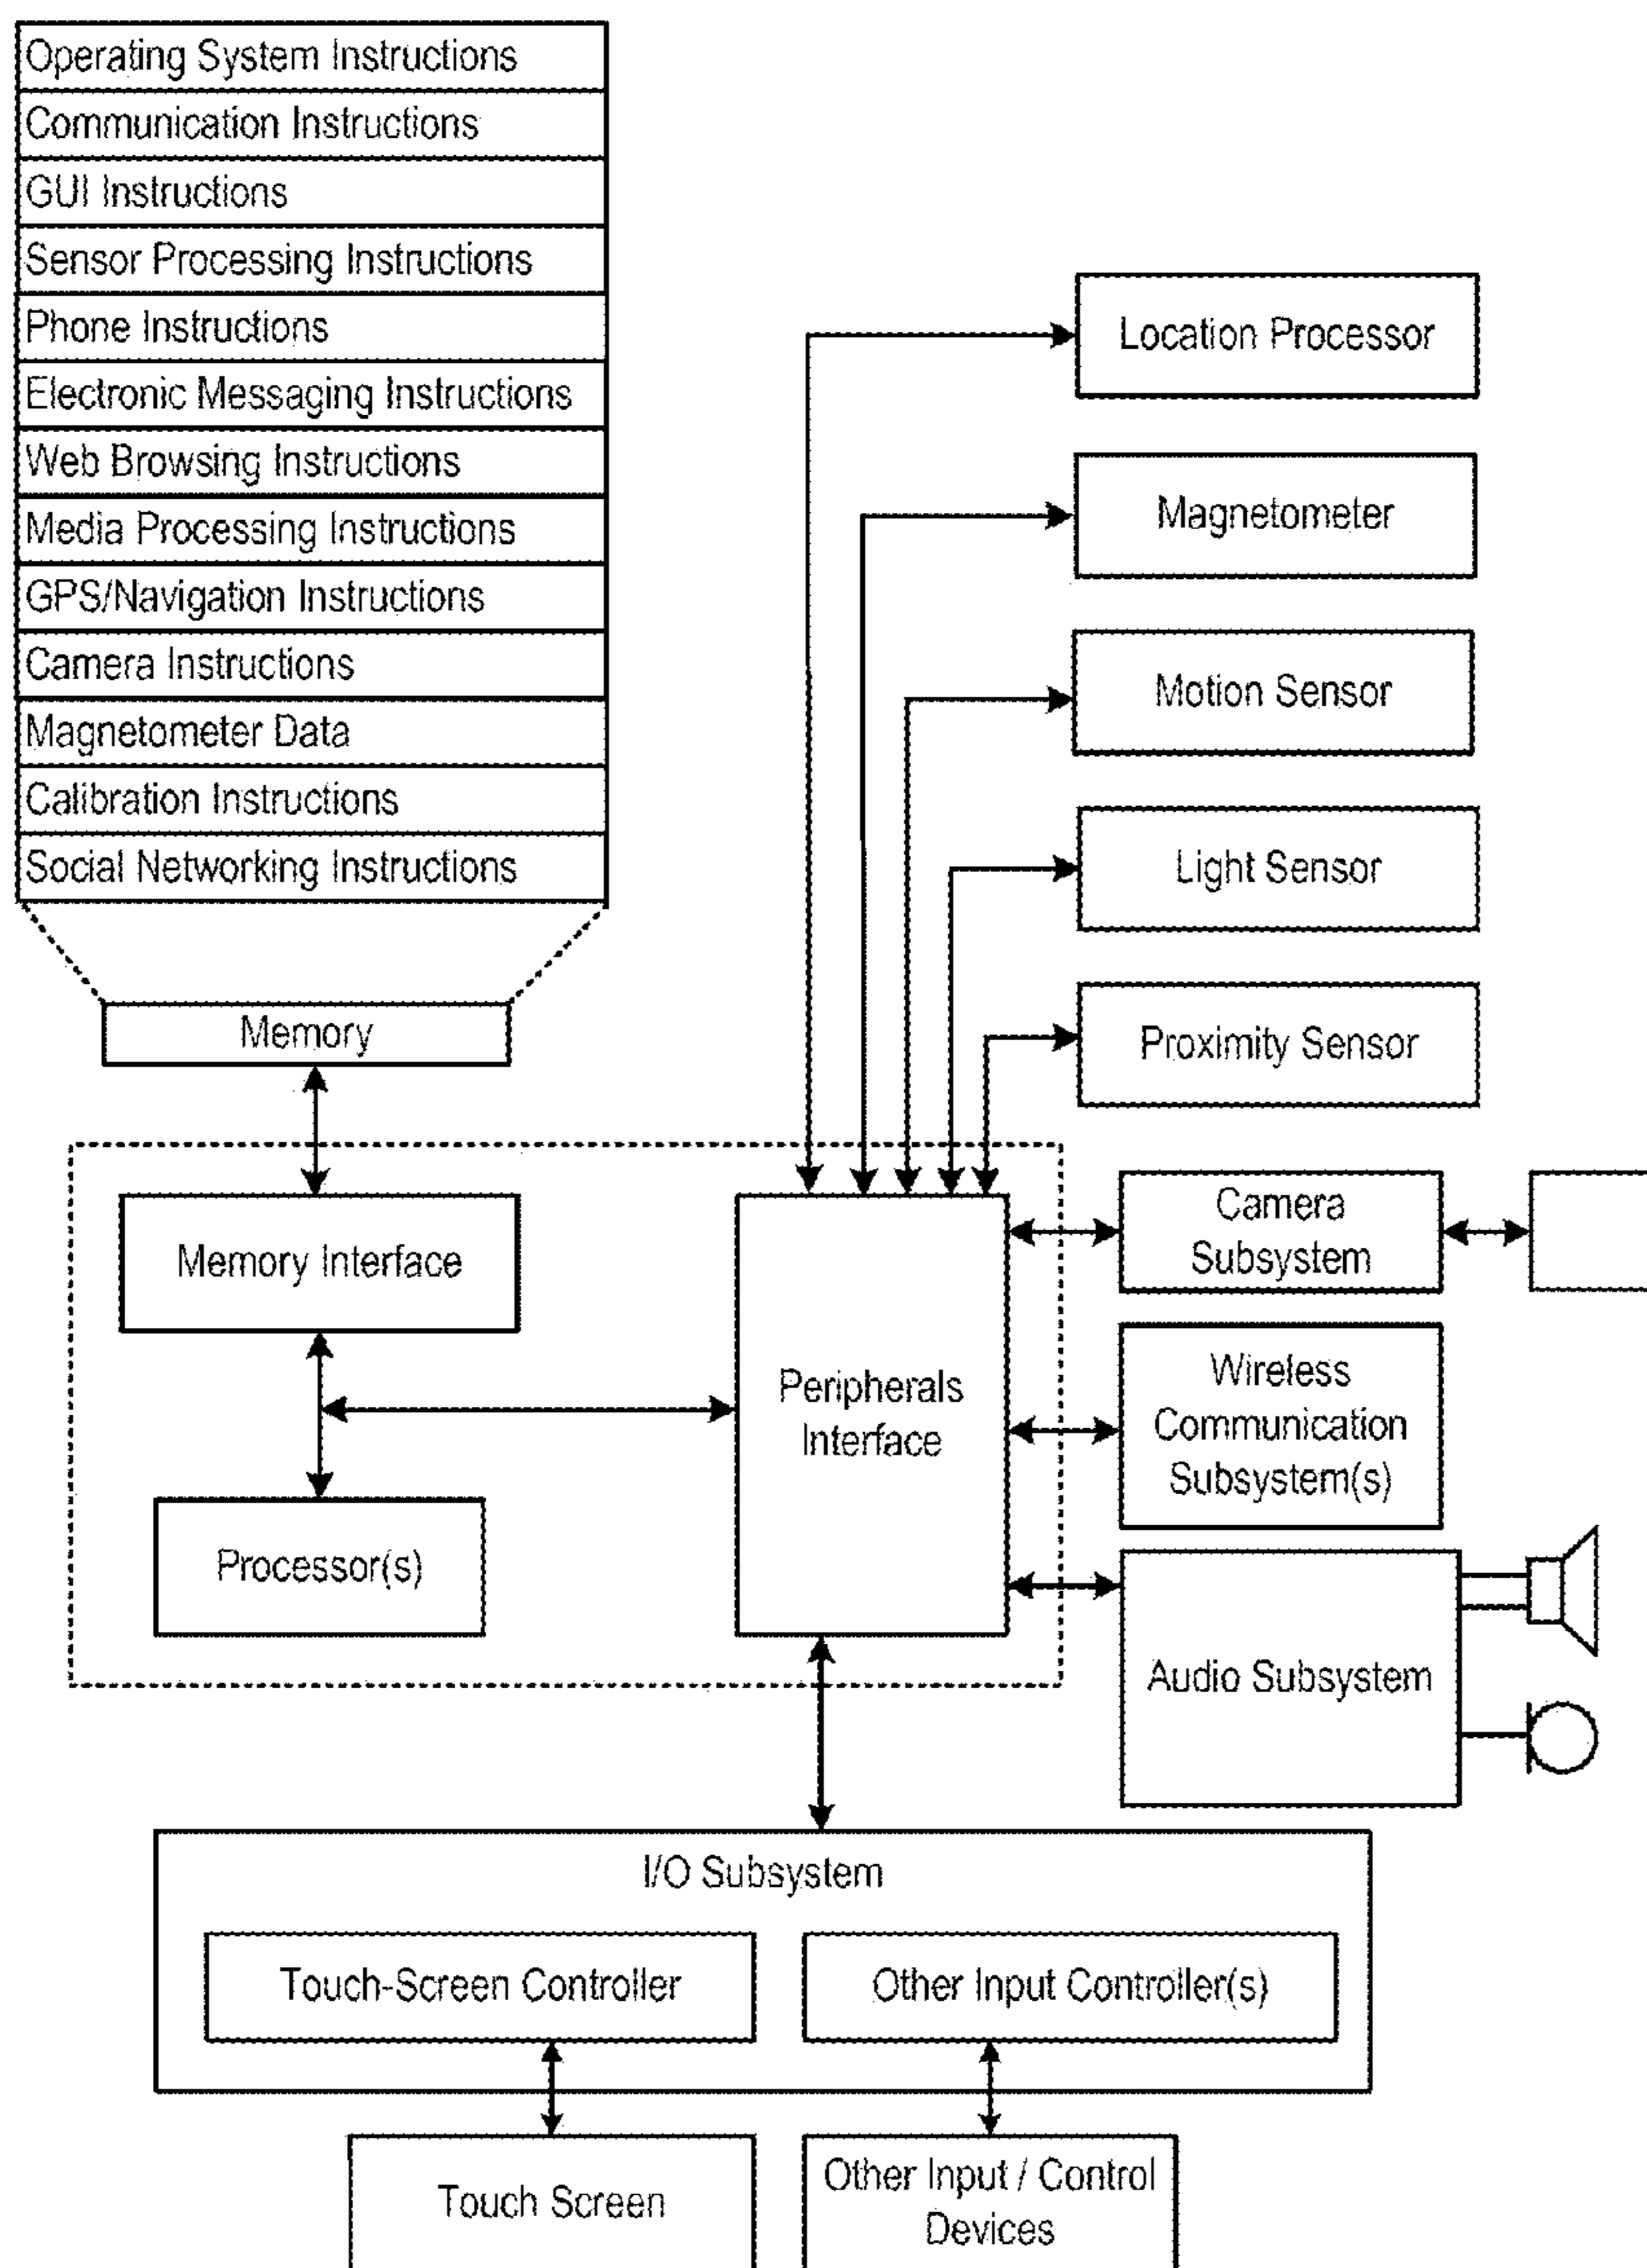 Operating System Instructions
Communication Instructions
GUI Instructions
Sensor Processing Instructions
Phone Instructions
Electronic Messaging Instructions
Web Browsing Instructions
Media Processing Instructions
GPS/Navigation Instructions
Camera Instructions
Magnetometer Data
Calibration Instructions
Social Networking Instructions
Memory
Location Processor
Magnetometer
Motion Sensor
Light Sensor
Proximity Sensor
Memory Interface
Processor(s)
Peripherals
Interface
Camera
Subsystem
Wireless
Communication
Subsystem(s)
Audio Subsystem
I/O Subsystem
Touch-Screen Controller
Other Input Controller(s)
Touch Screen
Other Input / Control
Devices